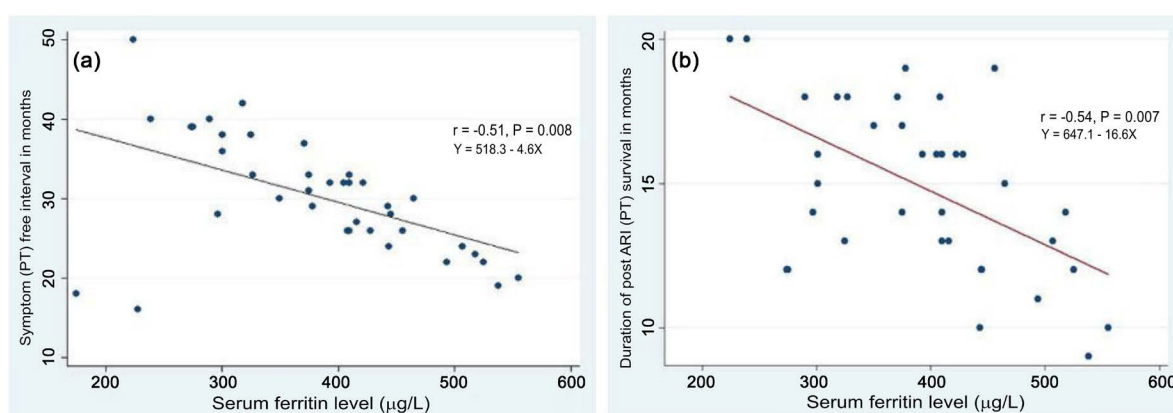 (a)
Symptom (PT) free interval in months
50
40
30
20
10
r = -0.51, P = 0.008
Y = 518.3 - 4.6X
200 300 400 500 600
Serum ferritin level (μg/L)
(b)
Duration of post ARI (PT) survival in months
20
15
10
r = -0.54, P = 0.007
Y = 647.1 - 16.6X
200 300 400 500 600
Serum ferritin level (μg/L)